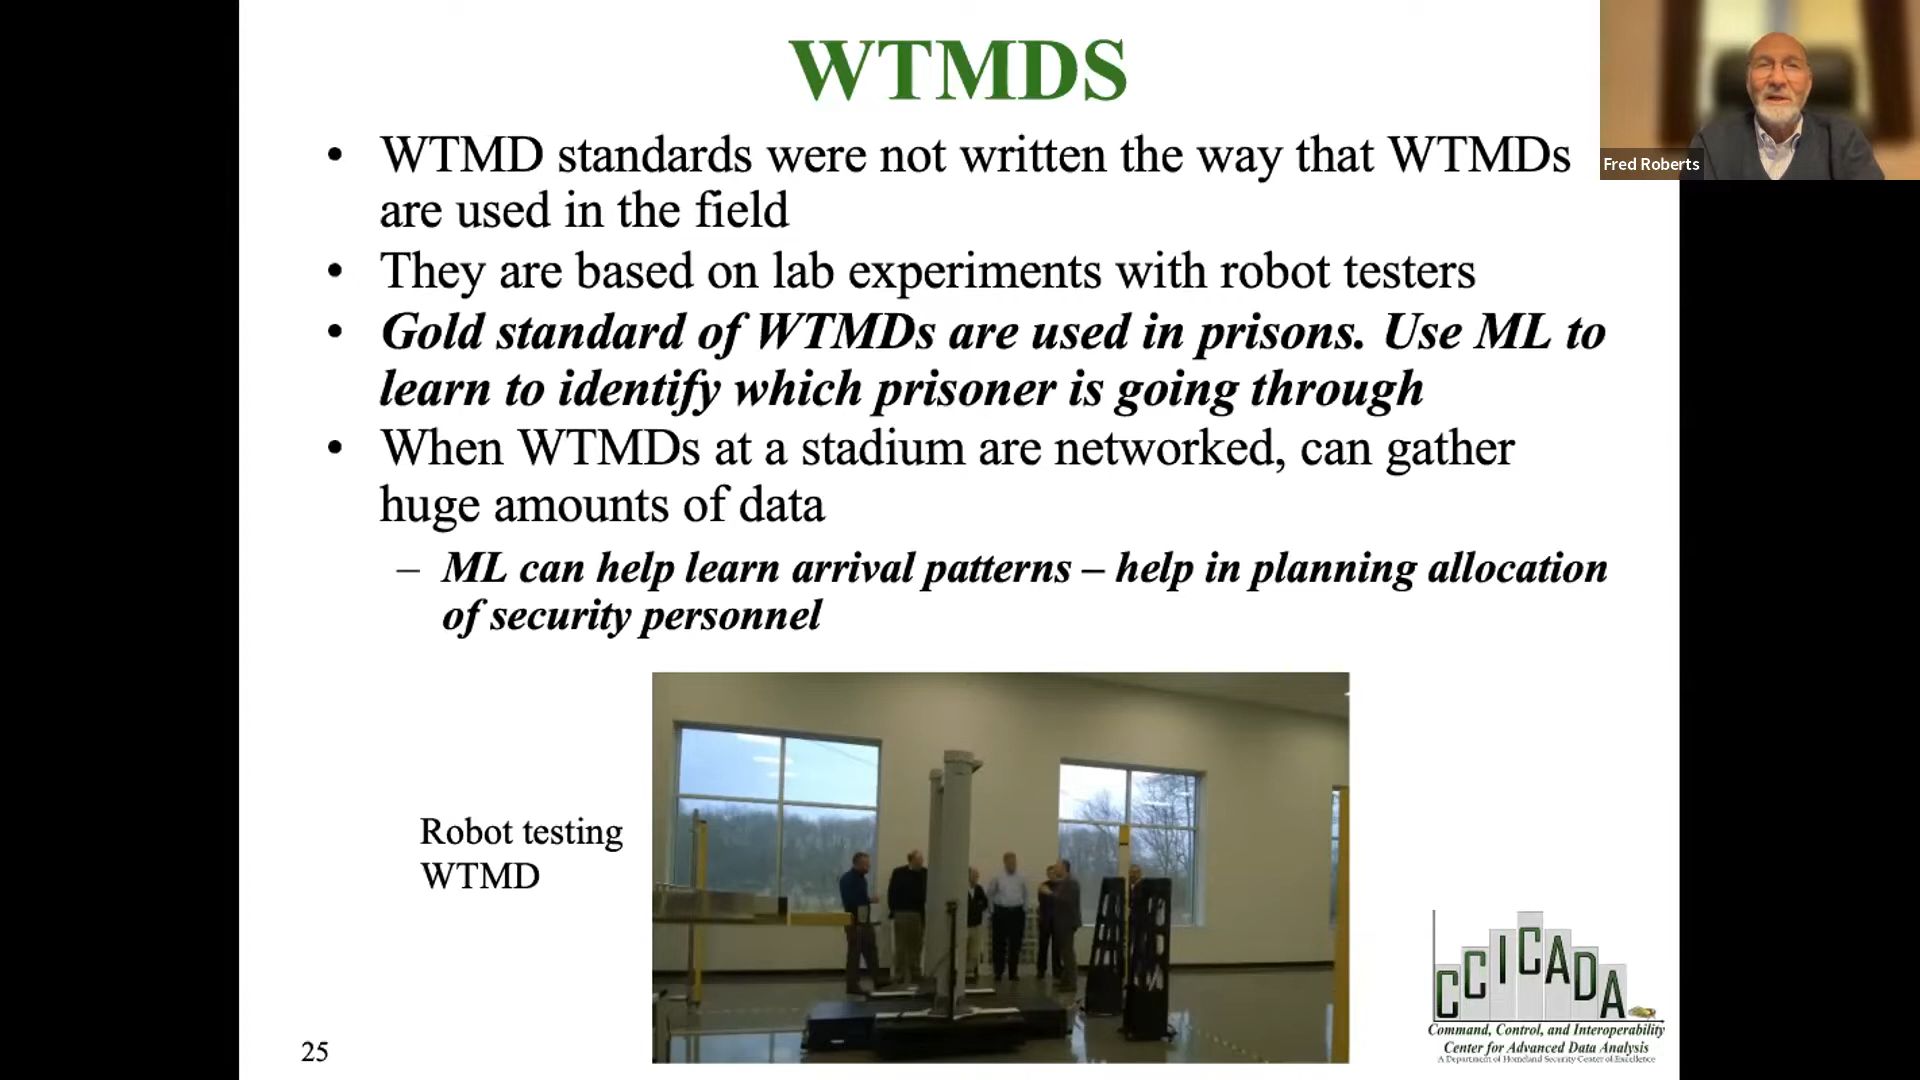 WTMDS
• WTMD standards were not written the way that WTMDs
are used in the field
• They are based on lab experiments with robot testers
• Gold standard of WTMDs are used in prisons. Use ML to
learn to identify which prisoner is going through
• When WTMDs at a stadium are networked, can gather
huge amounts of data
– ML can help learn arrival patterns – help in planning allocation
of security personnel
Robot testing
WTMD
25
CCICADA
Command, Control, and Interoperability
Center for Advanced Data Analysis
A Department of Homeland Security Center of Excellence
Fred Roberts